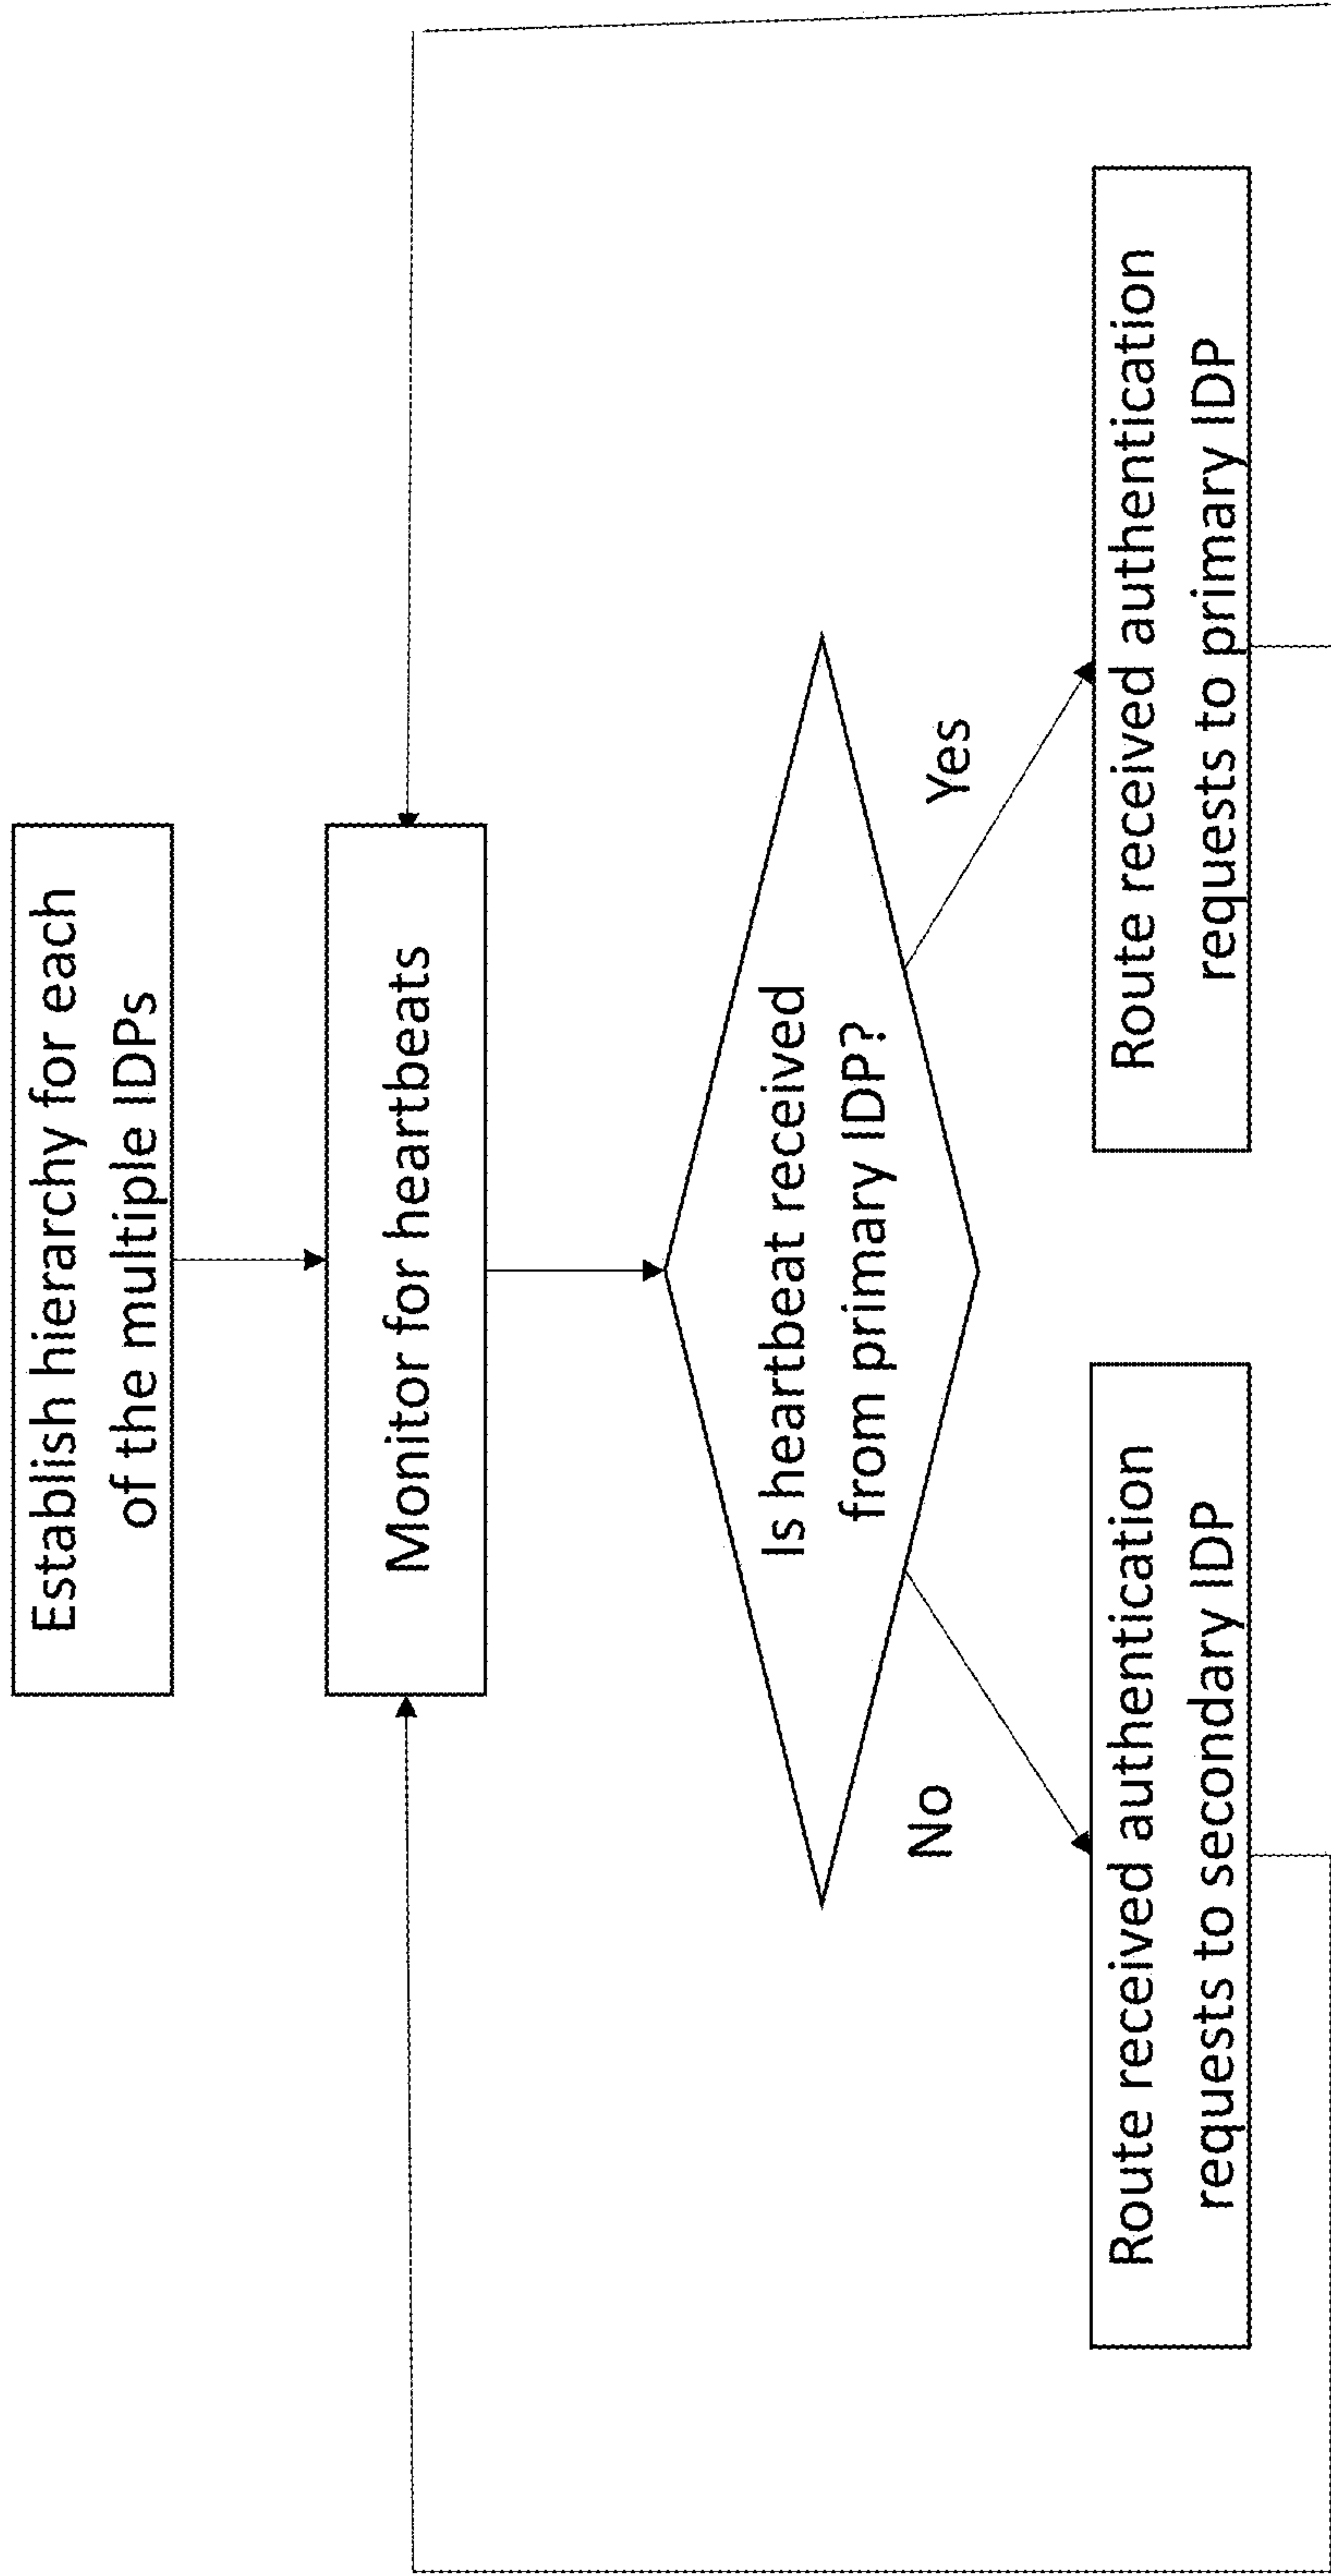 Establish hierarchy for each
of the multiple IDPs
Monitor for heartbeats
Is heartbeat received
from primary IDP?
No
Yes
Route received authentication
requests to secondary IDP
Route received authentication
requests to primary IDP